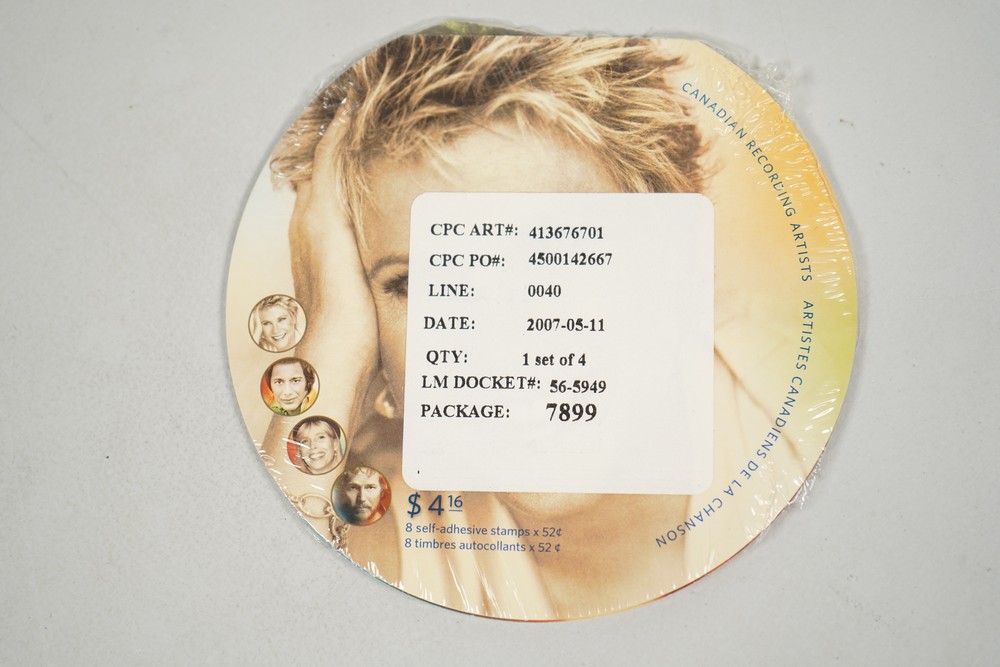 CANADIAN RECORDING ARTISTS ARTISTES CANADIENS DE LA CHANSON
CPC ART#: 413676701
CPC PO#: 4500142667
LINE: 0040
DATE: 2007-05-11
QTY: 1 set of 4
LM DOCKET#: 56-5949
PACKAGE: 7899
$ 4 16
8 self-adhesive stamps x 52¢
8 timbres autocollants x 52 ¢